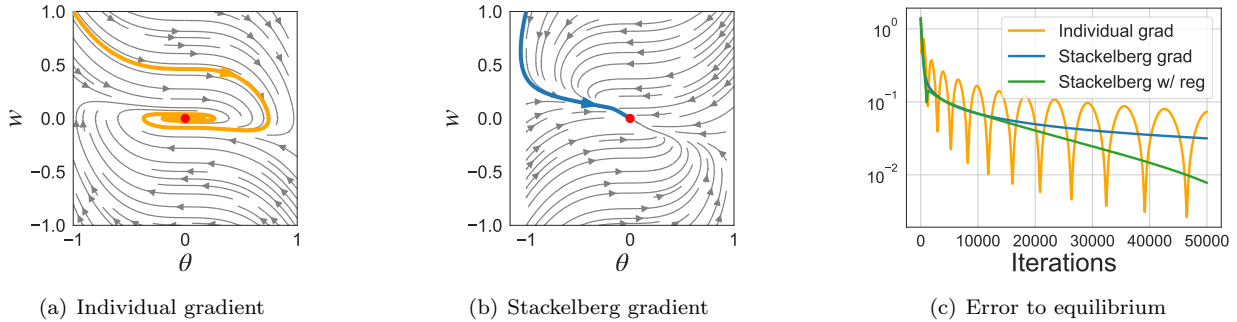 1.0
0.5
0.0
−0.5
−1.0
w
−1
0
1
θ
(a) Individual gradient
1.0
0.5
0.0
−0.5
−1.0
w
−1
0
1
θ
(b) Stackelberg gradient
10^0
10^−1
10^−2
Individual grad
Stackelberg grad
Stackelberg w/ reg
0 10000 20000 30000 40000 50000
Iterations
(c) Error to equilibrium